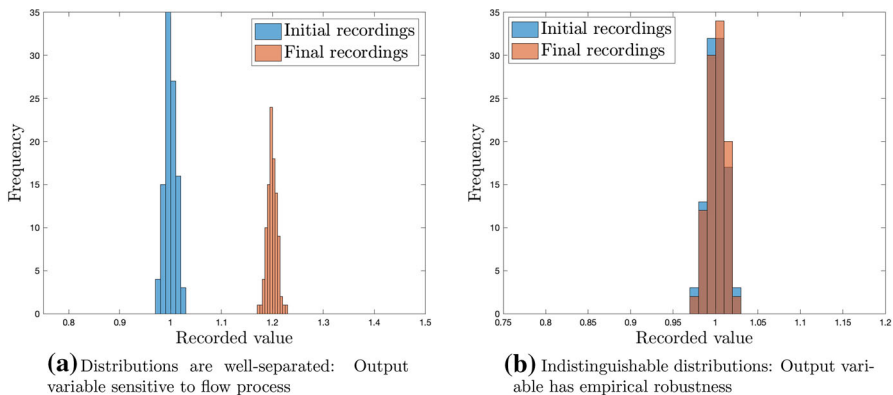 35
30
25
20
15
10
5
0
Frequency
Initial recordings
Final recordings
0.8 0.9 1 1.1 1.2 1.3 1.4 1.5
Recorded value
(a) Distributions are well-separated: Output
variable sensitive to flow process
35
30
25
20
15
10
5
0
Frequency
Initial recordings
Final recordings
0.75 0.8 0.85 0.9 0.95 1 1.05 1.1 1.15 1.2
Recorded value
(b) Indistinguishable distributions: Output vari-
able has empirical robustness